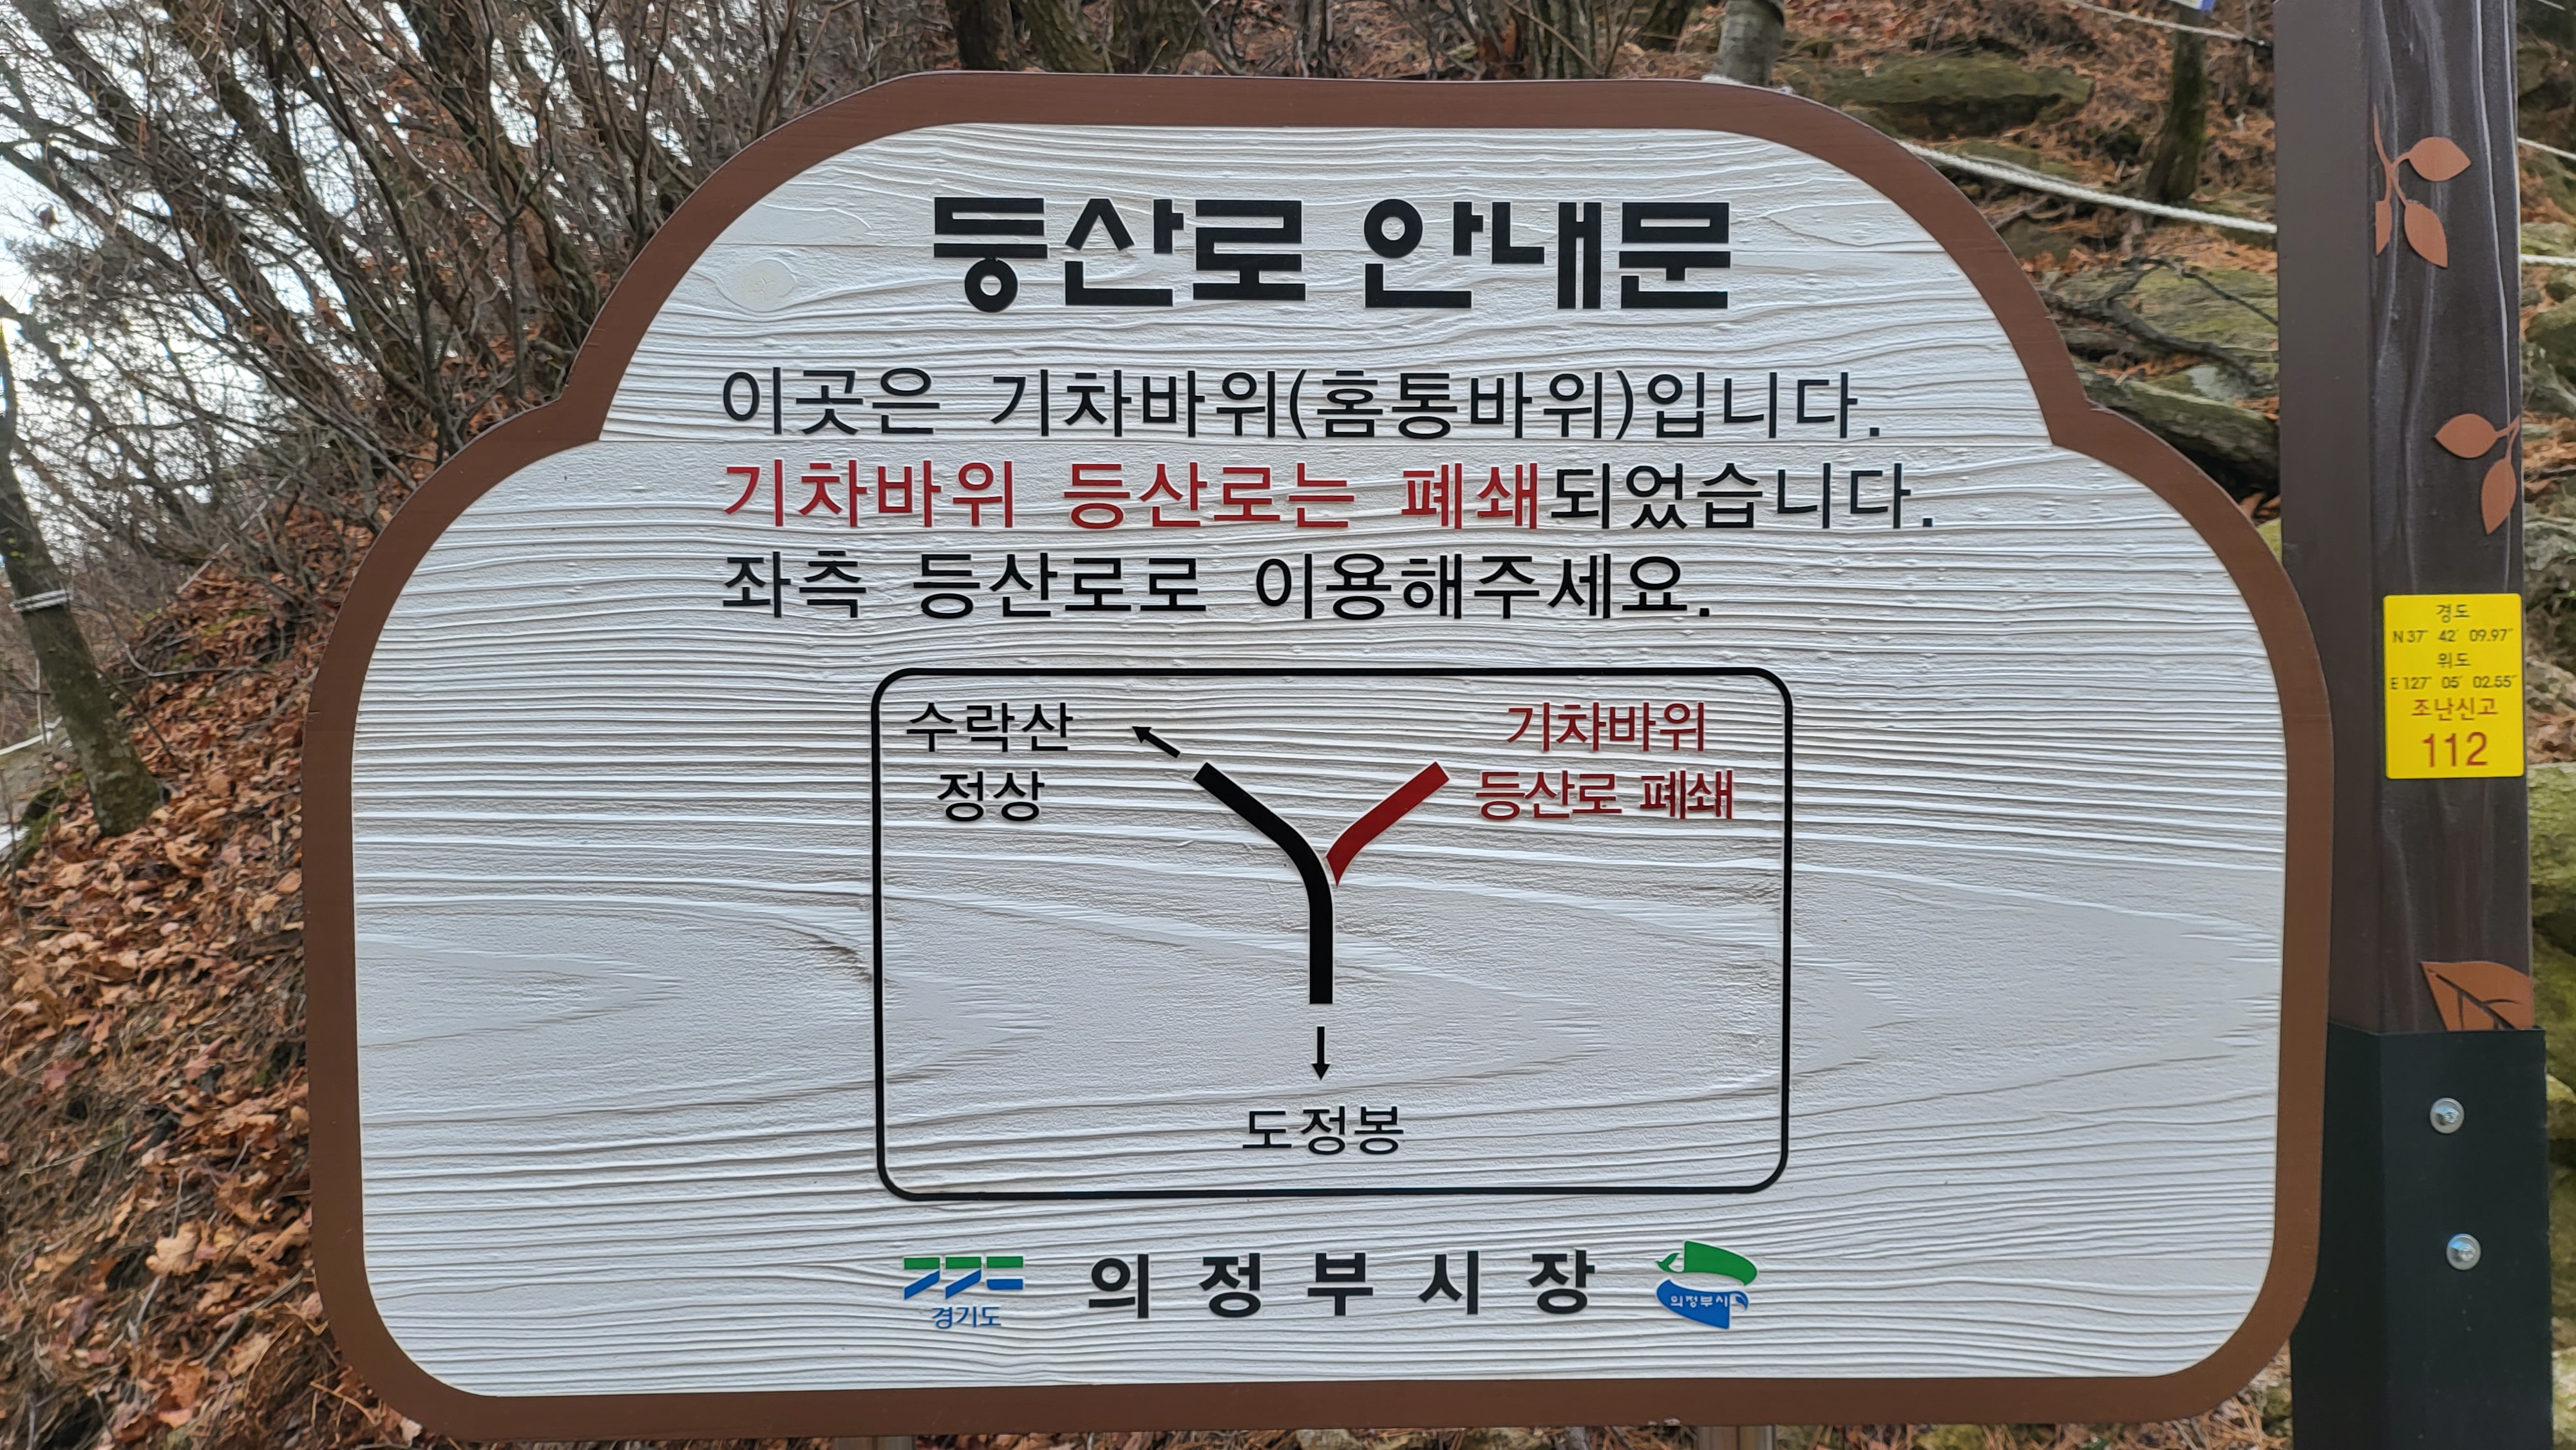 등산로 안내문
이곳은 기차바위(홈통바위)입니다.
기차바위 등산로는 폐쇄되었습니다.
좌측 등산로로 이용해주세요.
수락산
정상
기차바위
등산로 폐쇄
도정봉
경기도
의정부시장
의정부시
경도
N 37° 42' 09.97"
위도
E 127° 05' 02.55"
조난신고
112